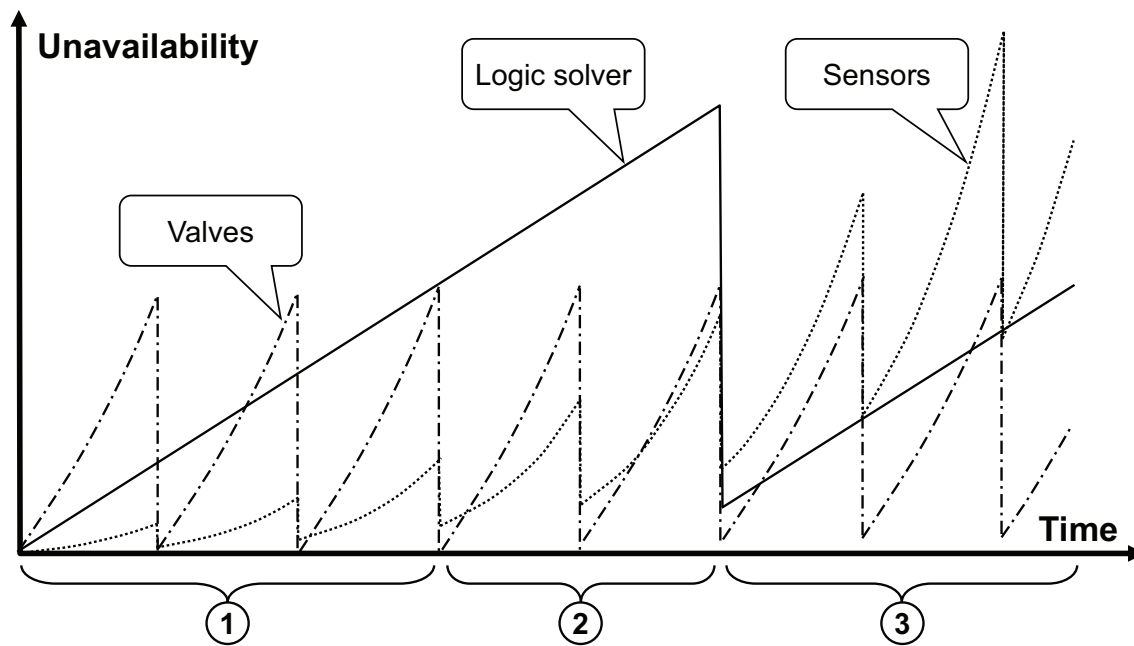 Unavailability
Logic solver
Sensors
Valves
Time
1
2
3